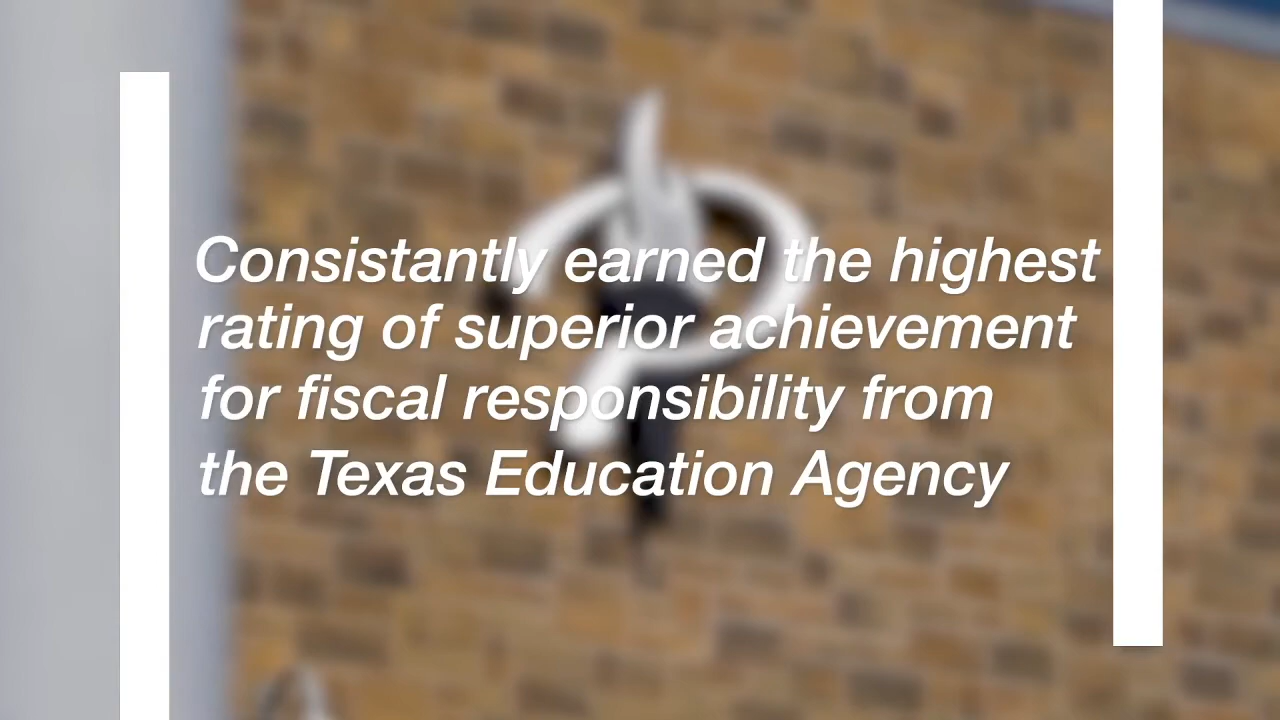 Consistantly earned the highest
rating of superior achievement
for fiscal responsibility from
the Texas Education Agency